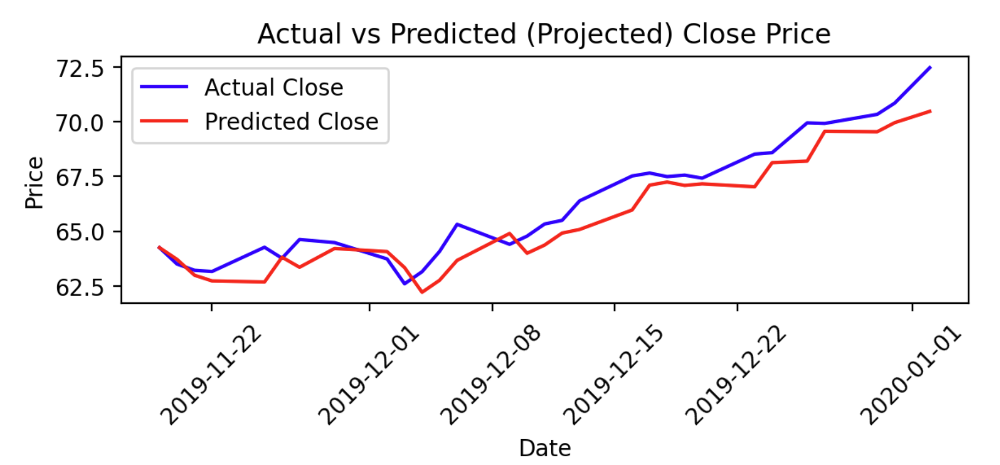 Actual vs Predicted (Projected) Close Price
Actual Close
Predicted Close
Price
72.5
70.0
67.5
65.0
62.5
2019-11-22
2019-12-01
2019-12-08
2019-12-15
2019-12-22
2020-01-01
Date